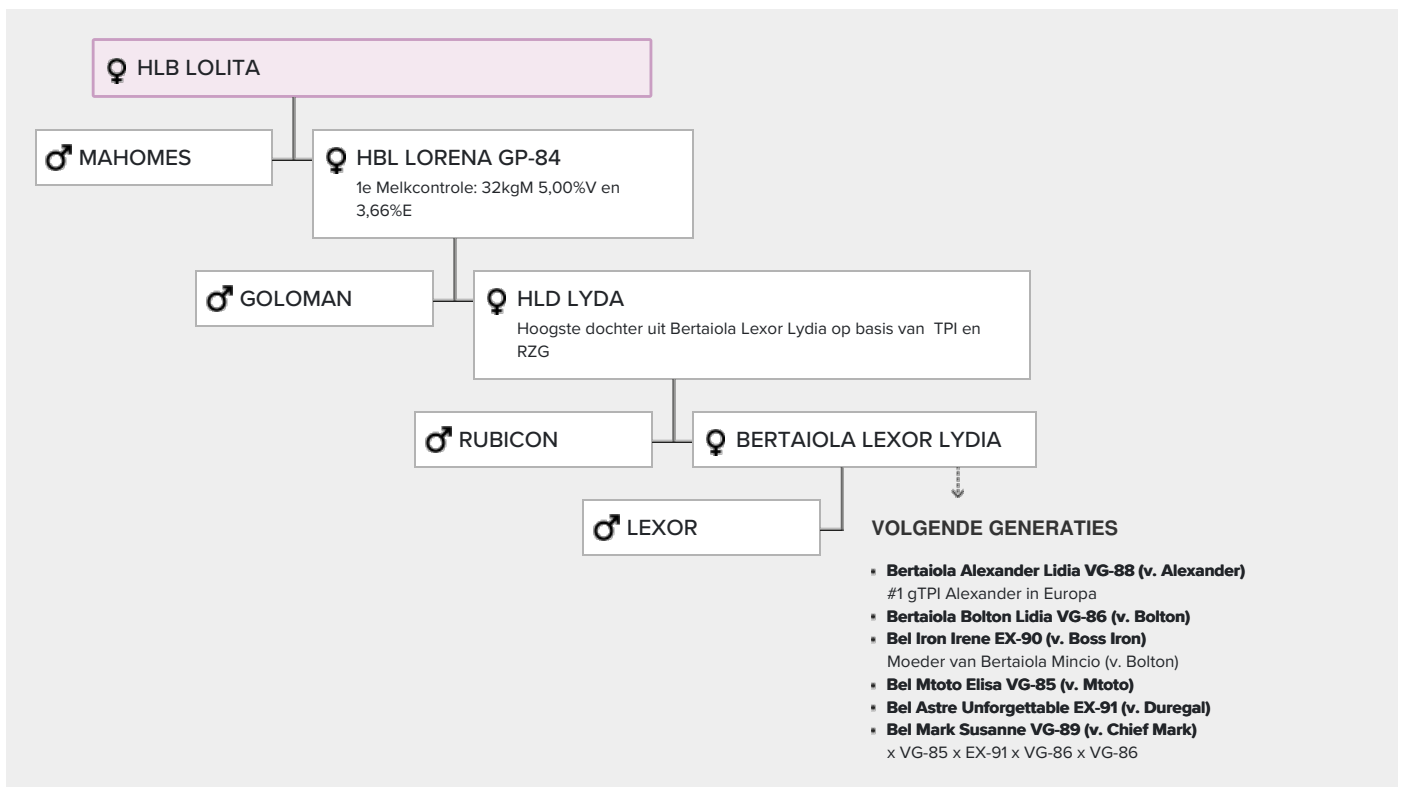 HLB LOLITA
MAHOMES
HBL LORENA GP-84
1e Melkcontrole: 32kgM 5,00%V en
3,66%E
GOLOMAN
HLD LYDA
Hoogste dochter uit Bertaiola Lexor Lydia op basis van TPI en
RZG
RUBICON
BERTAIOLA LEXOR LYDIA
LEXOR
VOLGENDE GENERATIES
Bertaiola Alexander Lidia VG-88 (v. Alexander)
#1 gTPI Alexander in Europa
Bertaiola Bolton Lidia VG-86 (v. Bolton)
Bel Iron Irene EX-90 (v. Boss Iron)
Moeder van Bertaiola Mincio (v. Bolton)
Bel Mtoto Elisa VG-85 (v. Mtoto)
Bel Astre Unforgettable EX-91 (v. Duregal)
Bel Mark Susanne VG-89 (v. Chief Mark)
x VG-85 x EX-91 x VG-86 x VG-86